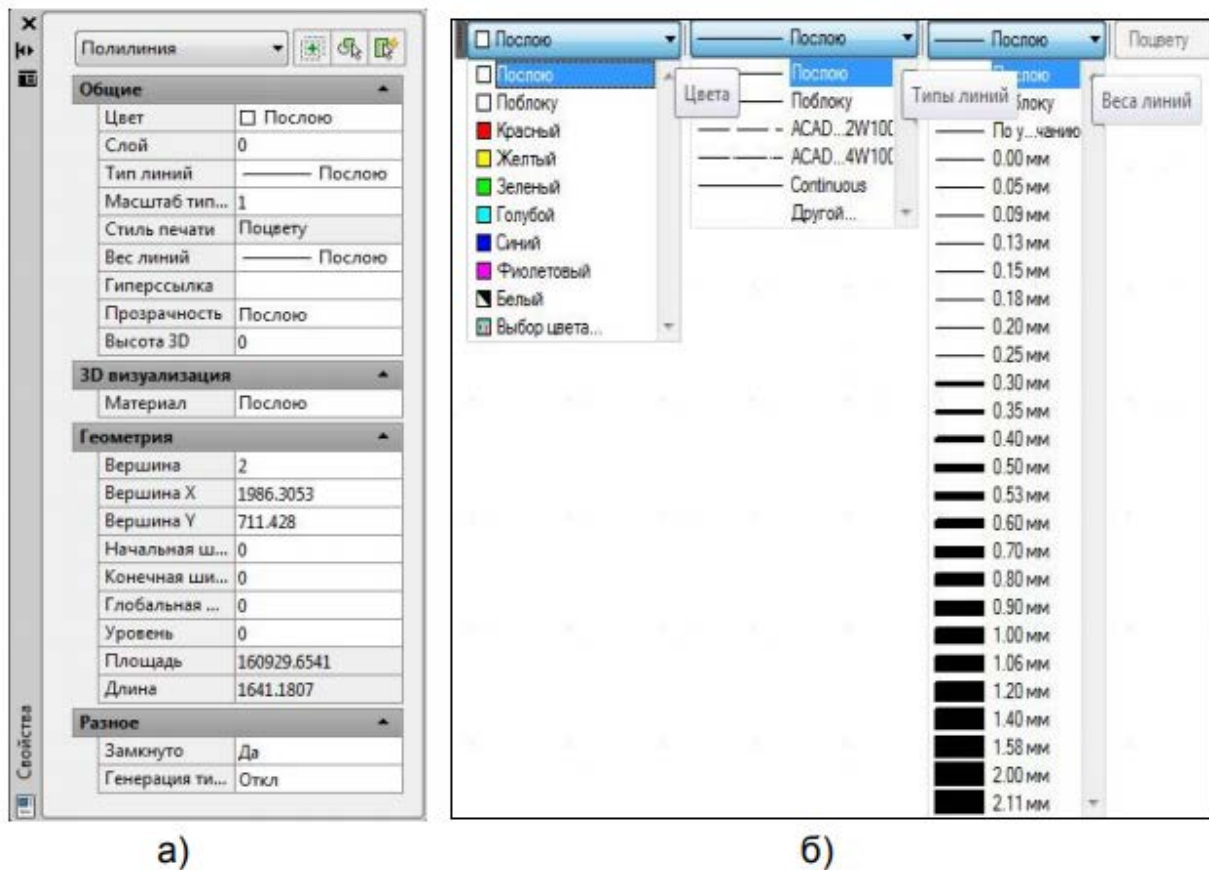 Полилиния
Общие
Цвет Послою
Слой 0
Тип линий Послою
Масштаб тип... 1
Стиль печати Поцвету
Вес линий Послою
Гиперссылка
Прозрачность Послою
Высота 3D 0
3D визуализация
Материал Послою
Геометрия
Вершина 2
Вершина X 1986.3053
Вершина Y 711.428
Начальная ш... 0
Конечная ши... 0
Глобальная ... 0
Уровень 0
Площадь 160929.6541
Длина 1641.1807
Разное
Замкнуто Да
Генерация ти... Откл
Свойства
а)
Послою
Послою
Поблоку
Красный
Желтый
Зеленый
Голубой
Синий
Фиолетовый
Белый
Выбор цвета...
Цвета
Послою
Послою
Поблоку
ACAD...2W100
ACAD...4W100
Continuous
Другой...
Типы линий
Послою
слою
блоку
По у...чанию
0.00 мм
0.05 мм
0.09 мм
0.13 мм
0.15 мм
0.18 мм
0.20 мм
0.25 мм
0.30 мм
0.35 мм
0.40 мм
0.50 мм
0.53 мм
0.60 мм
0.70 мм
0.80 мм
0.90 мм
1.00 мм
1.06 мм
1.20 мм
1.40 мм
1.58 мм
2.00 мм
2.11 мм
Веса линий
Поцвету
б)